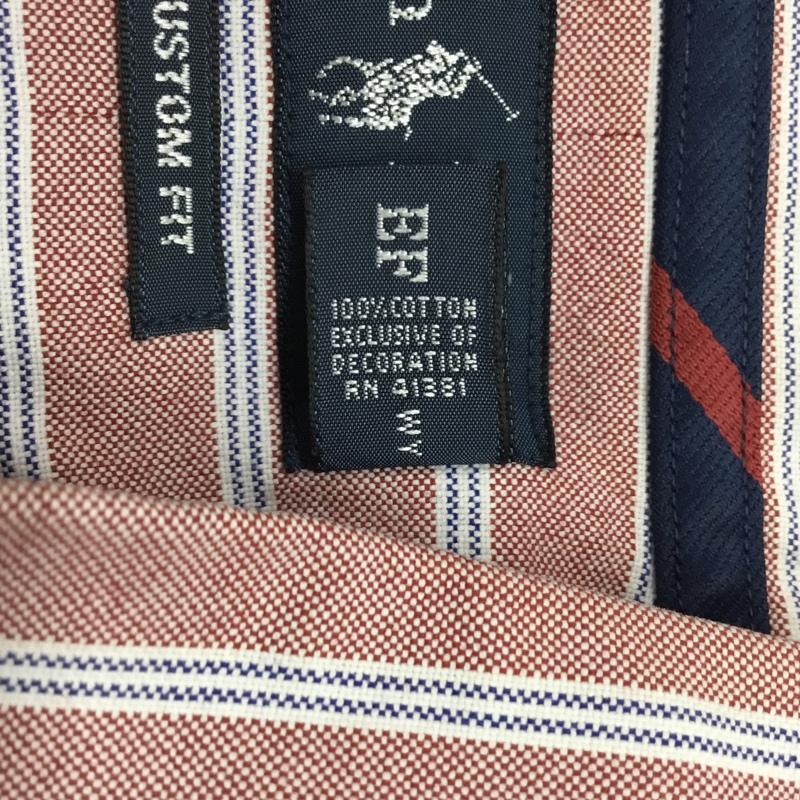 USTOM FIT
n
EF
100% COTTON
EXCLUSIVE OF
DECORATION
RN 41381
WY